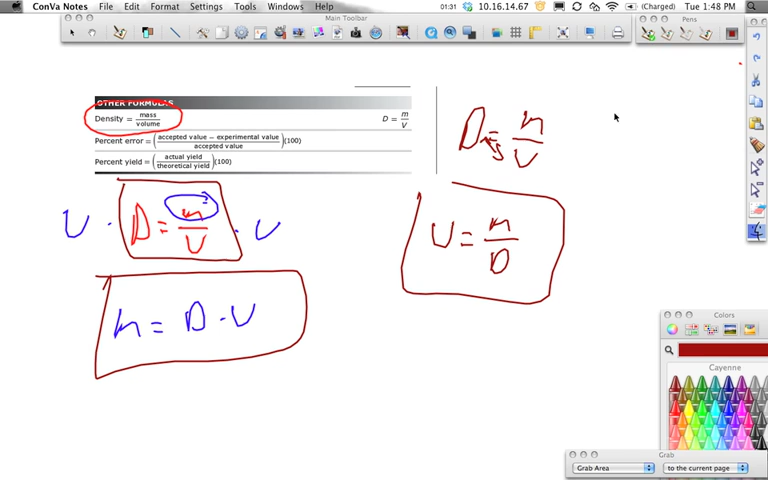 ConVa Notes File Edit Format Settings Tools Windows Help 01:31 10.16.14.67 (Charged) Tue 1:48 PM
Main Toolbar
Pens
OTHER FORMULAS
Density = mass / volume D = m / V
Percent error = ( accepted value − experimental value / accepted value ) (100)
Percent yield = ( actual yield / theoretical yield ) (100)
D = m / V
V · D = m / V · V
V = m / D
m = D · V
Colors
Cayenne
Grab
Grab Area to the current page